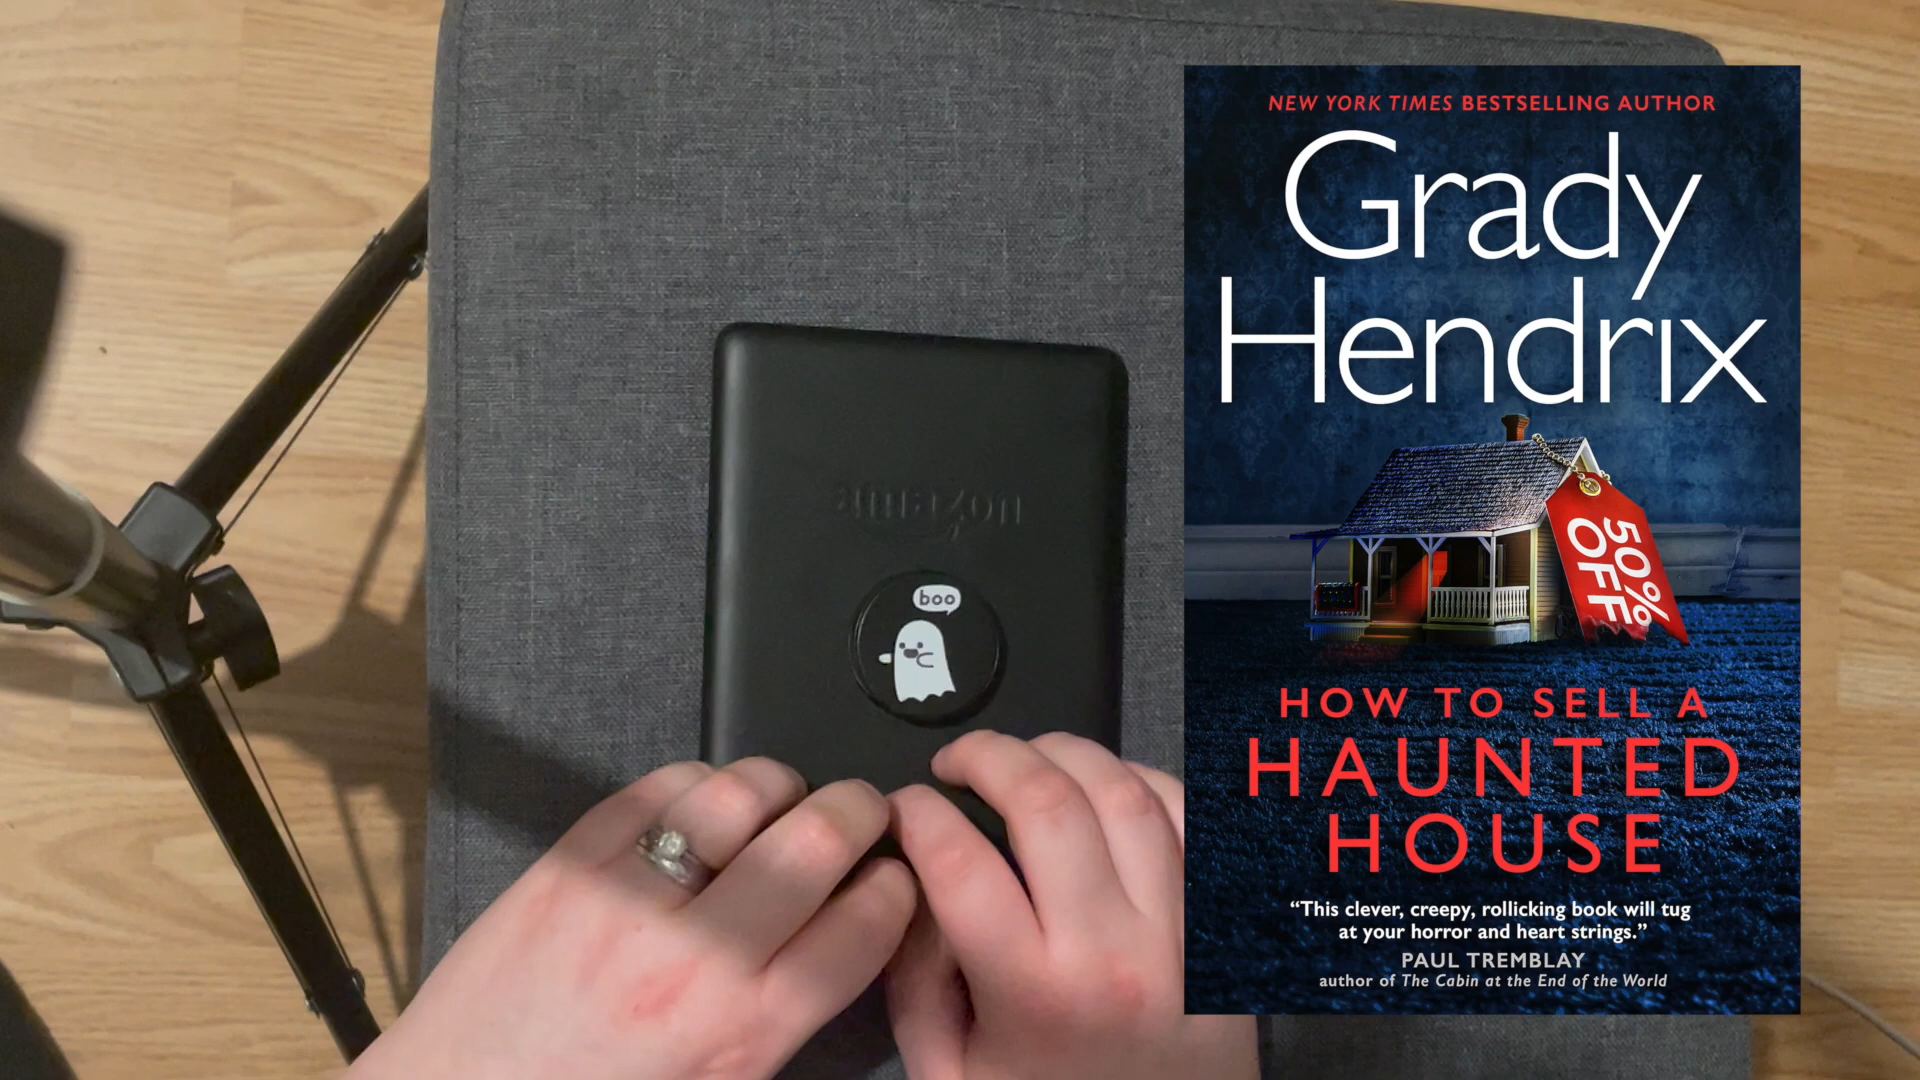 amazon
boo
NEW YORK TIMES BESTSELLING AUTHOR
Grady
Hendrix
50%
OFF
HOW TO SELL A
HAUNTED
HOUSE
“This clever, creepy, rollicking book will tug
at your horror and heart strings.”
PAUL TREMBLAY
author of The Cabin at the End of the World